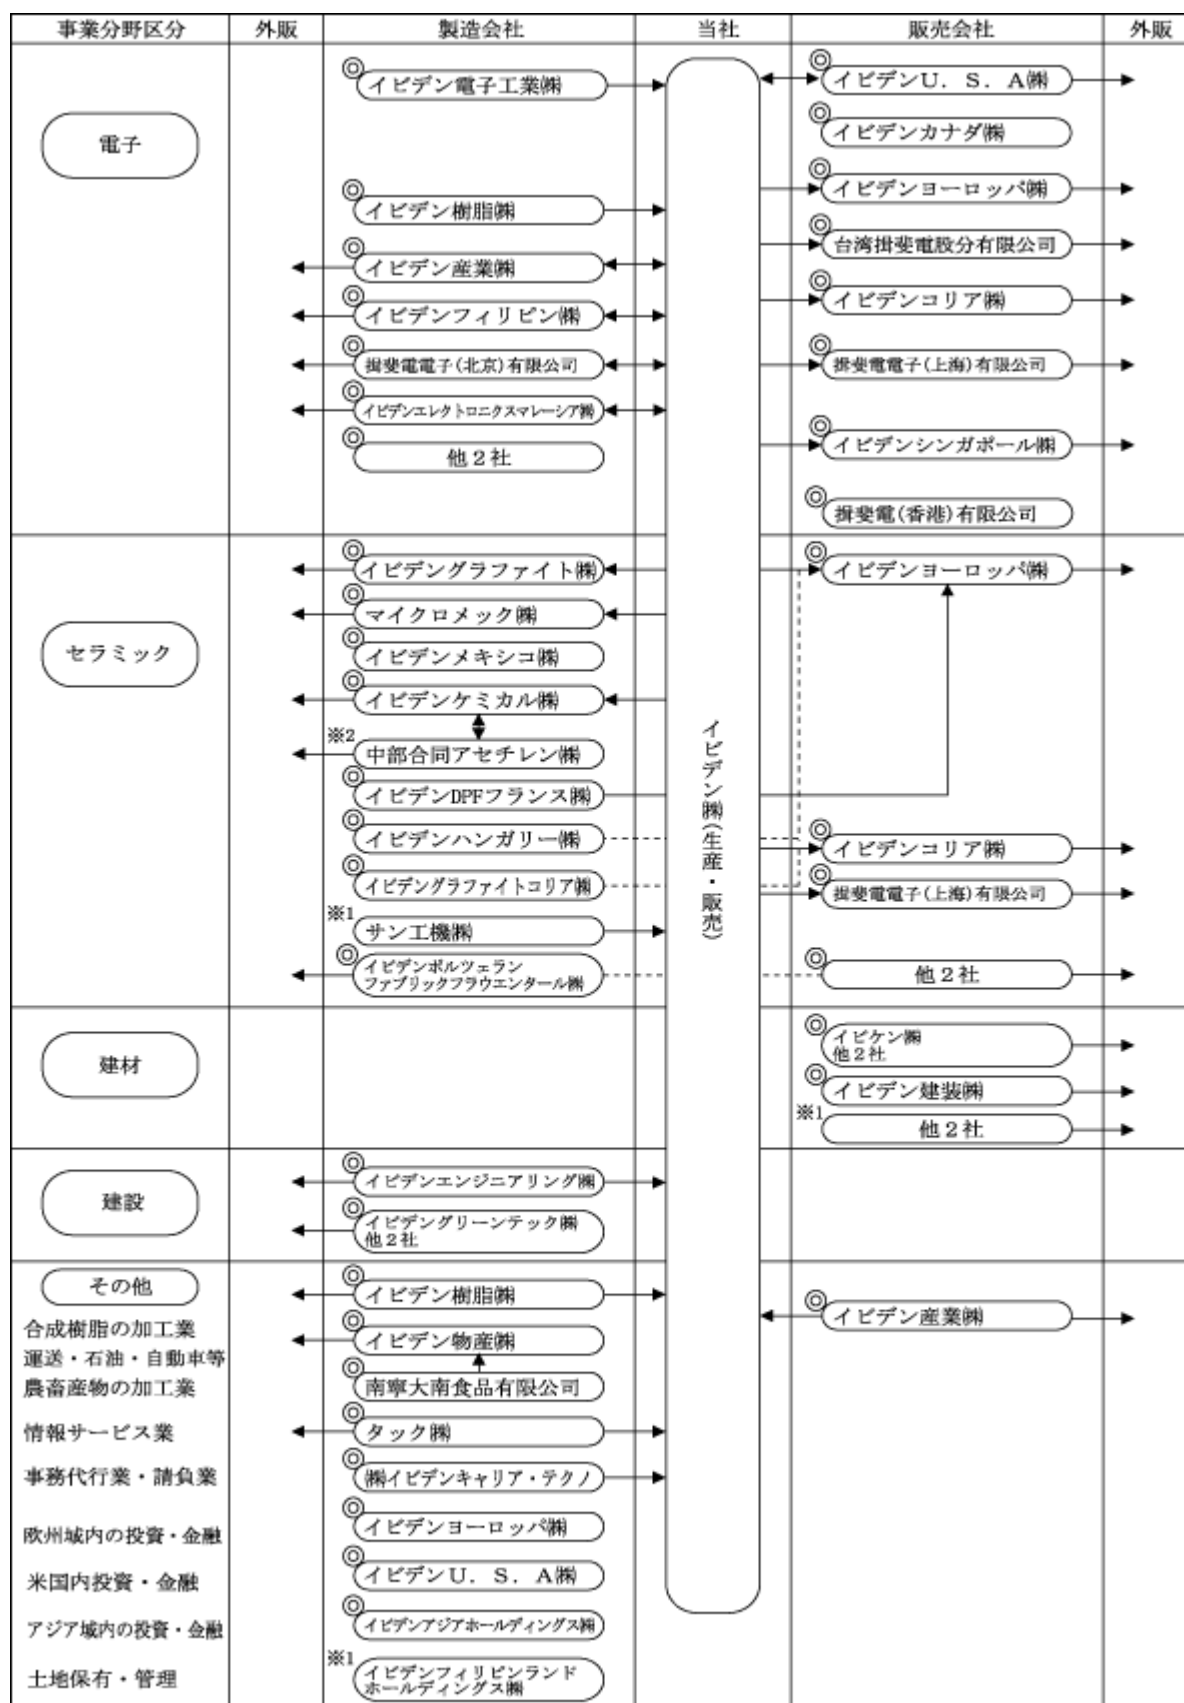 事業分野区分 外販 製造会社 当社 販売会社 外販
電子
◎イビデン電子工業㈱
◎イビデン樹脂㈱
◎イビデン産業㈱
◎イビデンフィリピン㈱
◎揖斐電電子(北京)有限公司
◎イビデンエレクトロニクスマレーシア㈱
◎他2社
◎イビデンU.S.A㈱
◎イビデンカナダ㈱
◎イビデンヨーロッパ㈱
◎台湾揖斐電股分有限公司
◎イビデンコリア㈱
◎揖斐電電子(上海)有限公司
◎イビデンシンガポール㈱
◎揖斐電(香港)有限公司
セラミック
◎イビデングラファイト㈱
◎マイクロメック㈱
◎イビデンメキシコ㈱
◎イビデンケミカル㈱
※2 中部合同アセチレン㈱
◎イビデンDPFフランス㈱
◎イビデンハンガリー㈱
◎イビデングラファイトコリア㈱
※1 サン工機㈱
◎イビデンポルツェラン
ファブリックフラウエンタール㈱
イビデン㈱(生産・販売)
◎イビデンヨーロッパ㈱
◎イビデンコリア㈱
◎揖斐電電子(上海)有限公司
◎他2社
建材
◎イビケン㈱
他2社
◎イビデン建装㈱
※1 他2社
建設
◎イビデンエンジニアリング㈱
◎イビデングリーンテック㈱
他2社
その他
合成樹脂の加工業
運送・石油・自動車等
農畜産物の加工業
情報サービス業
事務代行業・請負業
欧州域内の投資・金融
米国内投資・金融
アジア域内の投資・金融
土地保有・管理
◎イビデン樹脂㈱
◎イビデン物産㈱
◎南寧大南食品有限公司
◎タック㈱
◎㈱イビデンキャリア・テクノ
◎イビデンヨーロッパ㈱
◎イビデンU.S.A㈱
◎イビデンアジアホールディングス㈱
※1 イビデンフィリピンランド
ホールディングス㈱
◎イビデン産業㈱